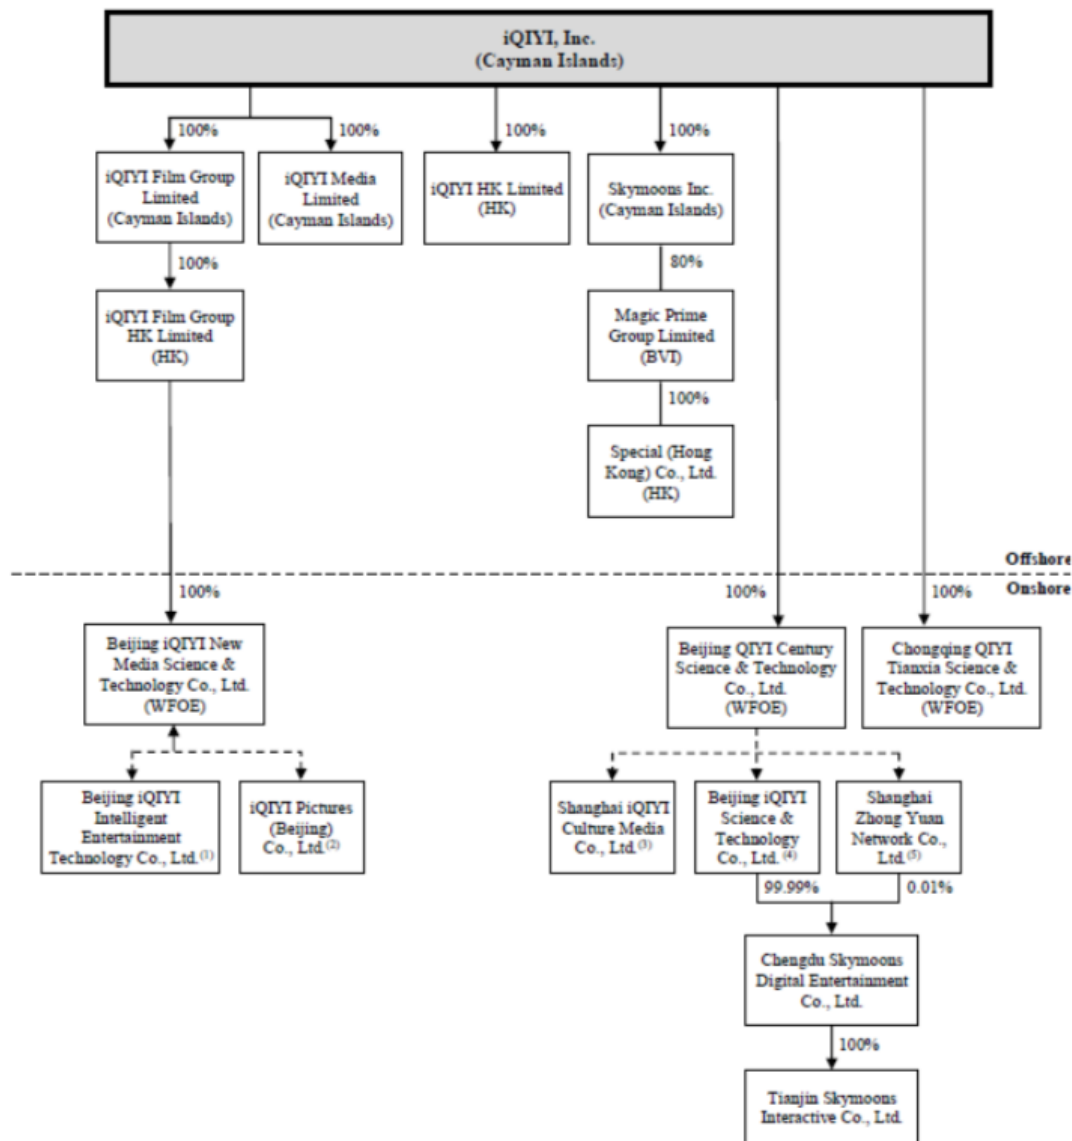 iQIYI, Inc.
(Cayman Islands)
100%
100%
100%
100%
iQIYI Film Group
Limited
(Cayman Islands)
iQIYI Media
Limited
(Cayman Islands)
iQIYI HK Limited
(HK)
Skymoons Inc.
(Cayman Islands)
100%
80%
iQIYI Film Group
HK Limited
(HK)
Magic Prime
Group Limited
(BVI)
100%
Special (Hong
Kong) Co., Ltd.
(HK)
Offshore
Onshore
100%
100%
100%
Beijing iQIYI New
Media Science &
Technology Co., Ltd.
(WFOE)
Beijing QIYI Century
Science & Technology
Co., Ltd.
(WFOE)
Chongqing QIYI
Tianxia Science &
Technology Co., Ltd.
(WFOE)
Beijing iQIYI
Intelligent
Entertainment
Technology Co., Ltd.(1)
iQIYI Pictures
(Beijing)
Co., Ltd.(2)
Shanghai iQIYI
Culture Media
Co., Ltd.(3)
Beijing iQIYI
Science &
Technology
Co., Ltd. (4)
Shanghai
Zhong Yuan
Network Co.,
Ltd.(5)
99.99%
0.01%
Chengdu Skymoons
Digital Entertainment
Co., Ltd.
100%
Tianjin Skymoons
Interactive Co., Ltd.